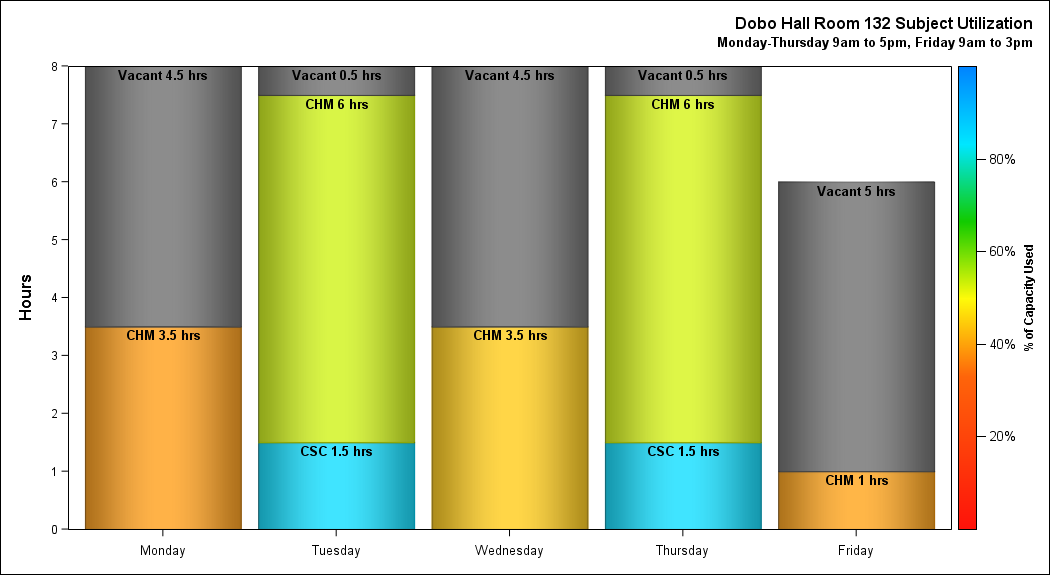 Dobo Hall Room 132 Subject Utilization
Monday-Thursday 9am to 5pm, Friday 9am to 3pm
Hours
8
7
6
5
4
3
2
1
0
Vacant 4.5 hrs
CHM 3.5 hrs
Vacant 0.5 hrs
CHM 6 hrs
CSC 1.5 hrs
Vacant 4.5 hrs
CHM 3.5 hrs
Vacant 0.5 hrs
CHM 6 hrs
CSC 1.5 hrs
Vacant 5 hrs
CHM 1 hrs
Monday Tuesday Wednesday Thursday Friday
80%
60%
40%
20%
% of Capacity Used